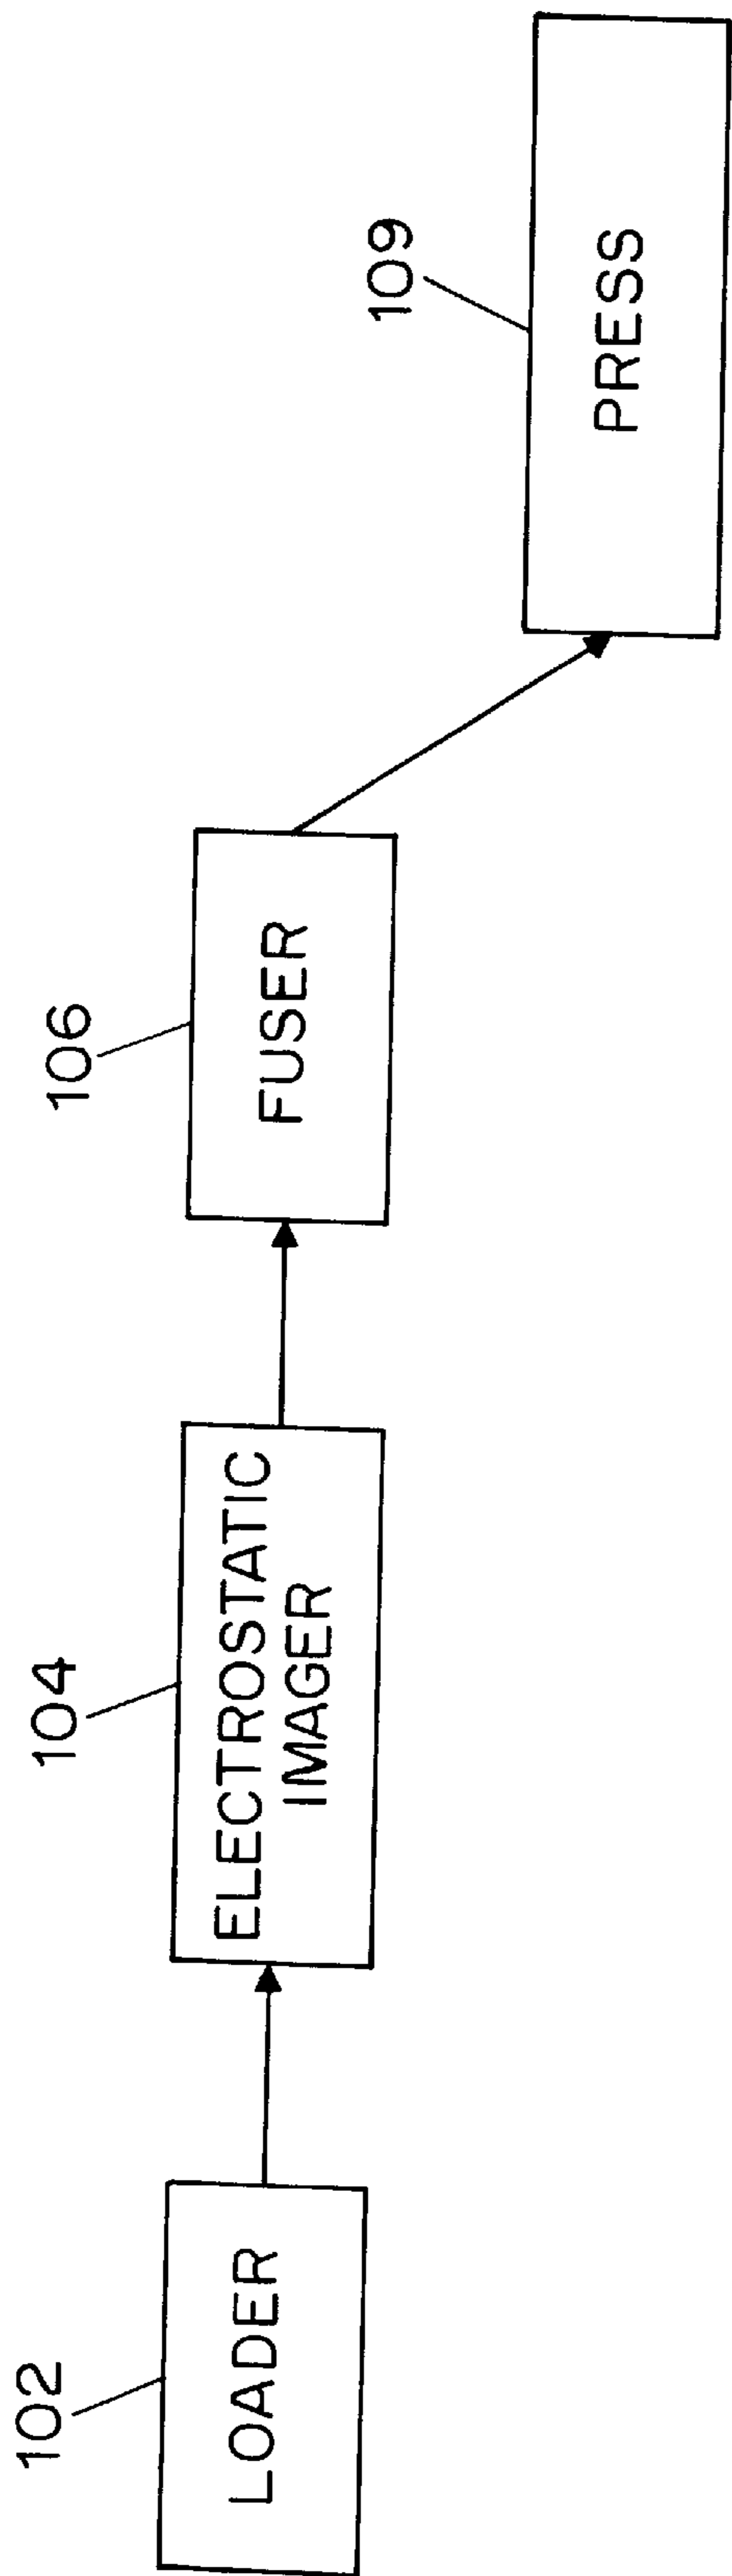 102
LOADER
104
ELECTROSTATIC
IMAGER
106
FUSER
109
PRESS